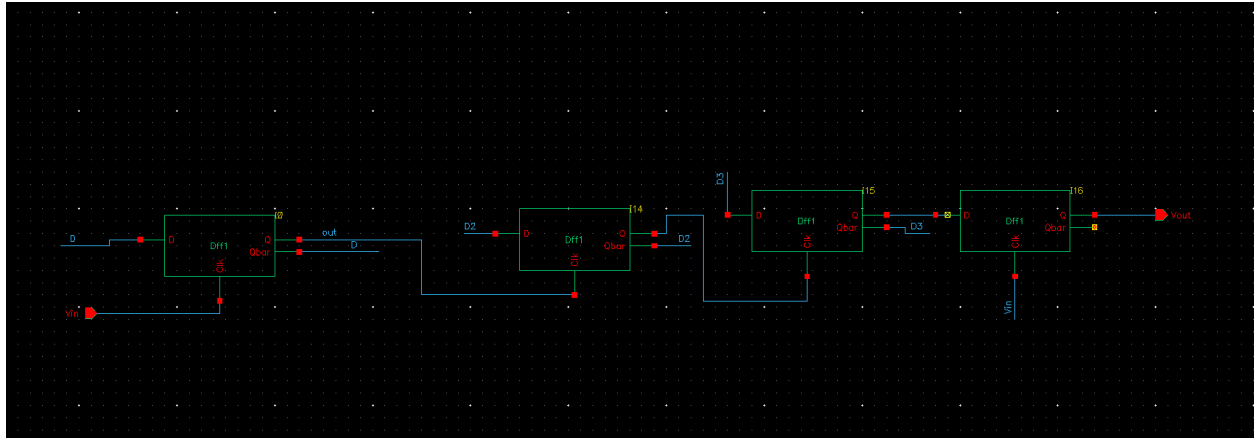 D
D
Dff1
I0
Q
Qbar
Clk
out
D
Vin
D2
D
Dff1
I14
Q
Qbar
Clk
D2
D3
D
Dff1
I15
Q
Qbar
Clk
D3
D
Dff1
I16
Q
Qbar
Clk
Vin
Vout